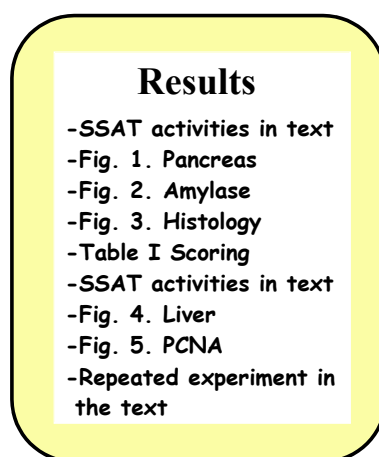 Results
-SSAT activities in text
-Fig. 1. Pancreas
-Fig. 2. Amylase
-Fig. 3. Histology
-Table I Scoring
-SSAT activities in text
-Fig. 4. Liver
-Fig. 5. PCNA
-Repeated experiment in
the text